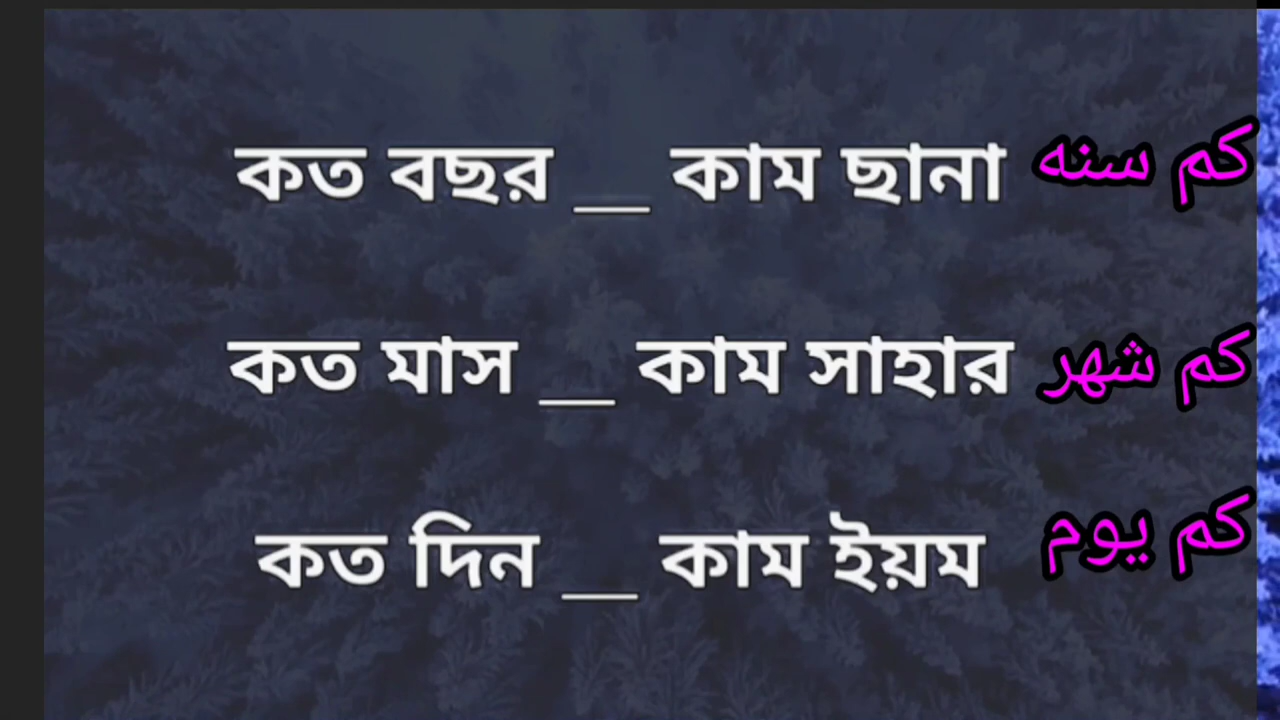 কত বছর __ কাম ছানা كم سنه
কত মাস __ কাম সাহার كم شهر
কত দিন __ কাম ইয়ম كم يوم